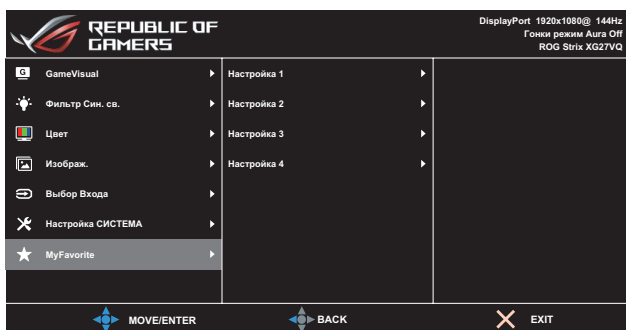 REPUBLIC OF
GAMERS
DisplayPort 1920x1080@ 144Hz
Гонки режим Aura Off
ROG Strix XG27VQ
G
GameVisual
Фильтр Син. св.
Цвет
Изображ.
Выбор Входа
Настройка СИСТЕМА
MyFavorite
Настройка 1
Настройка 2
Настройка 3
Настройка 4
MOVE/ENTER
BACK
EXIT